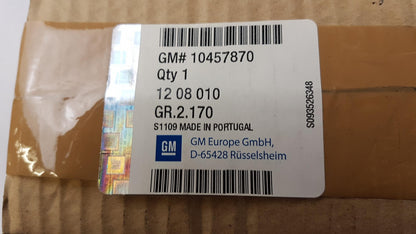 GM# 10457870
Qty 1
12 08 010
GR.2.170
S1109 MADE IN PORTUGAL
GM
GM Europe GmbH,
D-65428 Rüsselsheim
S093526348